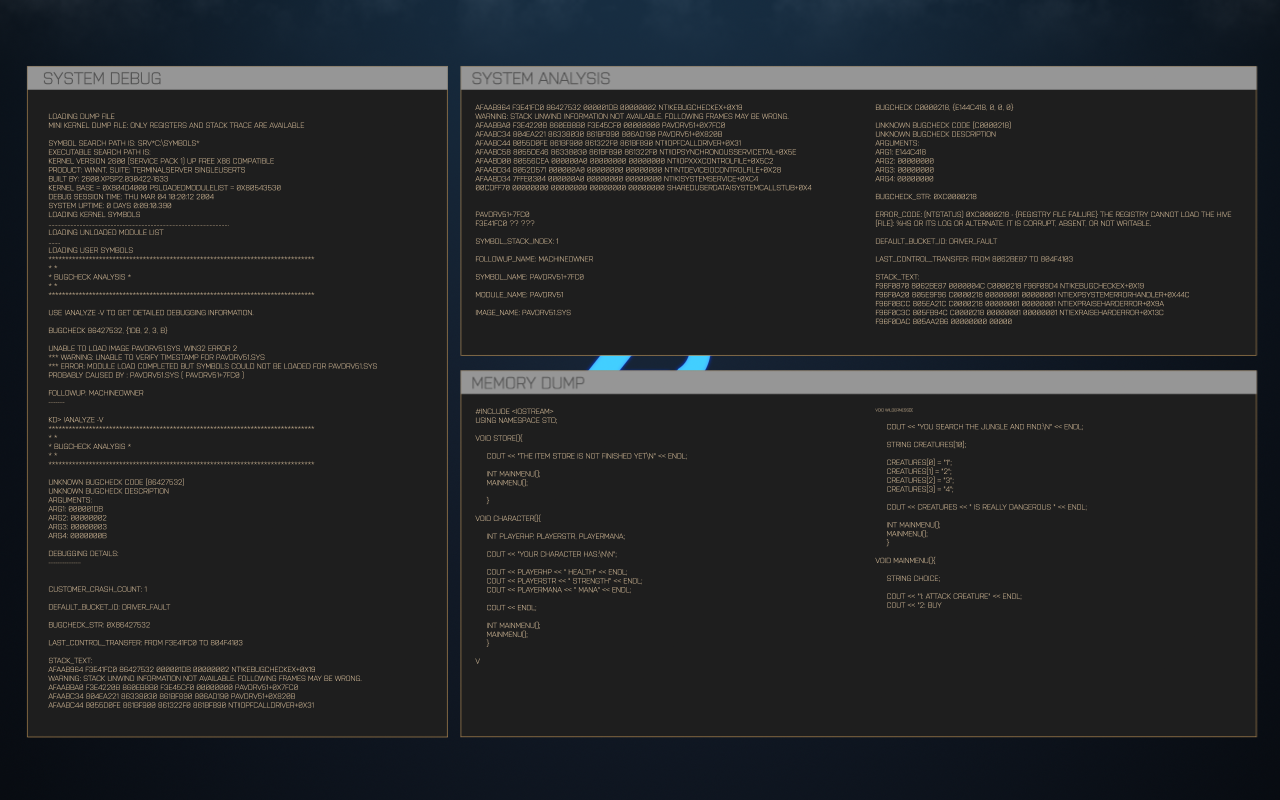 SYSTEM DEBUG
LOADING DUMP FILE
MINI KERNEL DUMP FILE: ONLY REGISTERS AND STACK TRACE ARE AVAILABLE
SYMBOL SEARCH PATH IS: SRV*C:\SYMBOLS*
EXECUTABLE SEARCH PATH IS:
KERNEL VERSION 2600 (SERVICE PACK 1) UP FREE X86 COMPATIBLE
PRODUCT: WINNT, SUITE: TERMINALSERVER SINGLEUSERTS
BUILT BY: 2600.XPSP2.030422-1633
KERNEL BASE = 0X804D4000 PSLOADEDMODULELIST = 0X80543530
DEBUG SESSION TIME: THU MAR 04 10:20:12 2004
SYSTEM UPTIME: 0 DAYS 0:09:10.390
LOADING KERNEL SYMBOLS
LOADING UNLOADED MODULE LIST
LOADING USER SYMBOLS
*******************************************************************************
* *
* BUGCHECK ANALYSIS *
* *
*******************************************************************************
USE !ANALYZE -V TO GET DETAILED DEBUGGING INFORMATION.
BUGCHECK 86427532, {1DB, 2, 3, B}
UNABLE TO LOAD IMAGE PAVDRV51.SYS, WIN32 ERROR 2
*** WARNING: UNABLE TO VERIFY TIMESTAMP FOR PAVDRV51.SYS
*** ERROR: MODULE LOAD COMPLETED BUT SYMBOLS COULD NOT BE LOADED FOR PAVDRV51.SYS
PROBABLY CAUSED BY : PAVDRV51.SYS ( PAVDRV51+7FC0 )
FOLLOWUP: MACHINEOWNER
---------
KD> !ANALYZE -V
*******************************************************************************
* *
* BUGCHECK ANALYSIS *
* *
*******************************************************************************
UNKNOWN BUGCHECK CODE (86427532)
UNKNOWN BUGCHECK DESCRIPTION
ARGUMENTS:
ARG1: 000001DB
ARG2: 00000002
ARG3: 00000003
ARG4: 0000000B
DEBUGGING DETAILS:
------------------
CUSTOMER_CRASH_COUNT: 1
DEFAULT_BUCKET_ID: DRIVER_FAULT
BUGCHECK_STR: 0X86427532
LAST_CONTROL_TRANSFER: FROM F3E41FC0 TO 804F4103
STACK_TEXT:
AFAAB964 F3E41FC0 86427532 000001DB 00000002 NT!KEBUGCHECKEX+0X19
WARNING: STACK UNWIND INFORMATION NOT AVAILABLE. FOLLOWING FRAMES MAY BE WRONG.
AFAABBA0 F3E4220B 860EB8B0 F3E45CF0 00000000 PAVDRV51+0X7FC0
AFAABC34 804EA221 86338030 861BF890 806AD190 PAVDRV51+0X820B
AFAABC44 8055D0FE 861BF900 861322F0 861BF890 NT!IOPFCALLDRIVER+0X31
SYSTEM ANALYSIS
AFAAB964 F3E41FC0 86427532 000001DB 00000002 NT!KEBUGCHECKEX+0X19
WARNING: STACK UNWIND INFORMATION NOT AVAILABLE. FOLLOWING FRAMES MAY BE WRONG.
AFAABBA0 F3E4220B 860EB8B0 F3E45CF0 00000000 PAVDRV51+0X7FC0
AFAABC34 804EA221 86338030 861BF890 806AD190 PAVDRV51+0X820B
AFAABC44 8055D0FE 861BF900 861322F0 861BF890 NT!IOPFCALLDRIVER+0X31
AFAABC58 8055DE46 86338030 861BF890 861322F0 NT!IOPSYNCHRONOUSSERVICETAIL+0X5E
AFAABD00 80556CEA 000000A0 00000000 00000000 NT!IOPXXXCONTROLFILE+0X5C2
AFAABD34 8052D571 000000A0 00000000 00000000 NT!NTDEVICEIOCONTROLFILE+0X28
AFAABD34 7FFE0304 000000A0 00000000 00000000 NT!KISYSTEMSERVICE+0XC4
00CDFF70 00000000 00000000 00000000 00000000 SHAREDUSERDATA!SYSTEMCALLSTUB+0X4
PAVDRV51+7FC0
F3E41FC0 ?? ???
SYMBOL_STACK_INDEX: 1
FOLLOWUP_NAME: MACHINEOWNER
SYMBOL_NAME: PAVDRV51+7FC0
MODULE_NAME: PAVDRV51
IMAGE_NAME: PAVDRV51.SYS
BUGCHECK C0000218, {E144C418, 0, 0, 0}
UNKNOWN BUGCHECK CODE (C0000218)
UNKNOWN BUGCHECK DESCRIPTION
ARGUMENTS:
ARG1: E144C418
ARG2: 00000000
ARG3: 00000000
ARG4: 00000000
BUGCHECK_STR: 0XC0000218
ERROR_CODE: (NTSTATUS) 0XC0000218 - {REGISTRY FILE FAILURE} THE REGISTRY CANNOT LOAD THE HIVE
(FILE): %HS OR ITS LOG OR ALTERNATE. IT IS CORRUPT, ABSENT, OR NOT WRITABLE.
DEFAULT_BUCKET_ID: DRIVER_FAULT
LAST_CONTROL_TRANSFER: FROM 8062BE87 TO 804F4103
STACK_TEXT:
F96F0870 8062BE87 0000004C C0000218 F96F09D4 NT!KEBUGCHECKEX+0X19
F96F0A20 805E9F96 C0000218 00000001 00000001 NT!EXPSYSTEMERRORHANDLER+0X44C
F96F0BCC 805EA21C C0000218 00000001 00000001 NT!EXPRAISEHARDERROR+0X9A
F96F0C3C 805FB94C C0000218 00000001 00000001 NT!EXRAISEHARDERROR+0X13C
F96F0DAC 805AA2B6 00000000 00000
MEMORY DUMP
#INCLUDE <IOSTREAM>
USING NAMESPACE STD;
VOID STORE(){
COUT << "THE ITEM STORE IS NOT FINISHED YET\N" << ENDL;
INT MAINMENU();
MAINMENU();
}
VOID CHARACTER(){
INT PLAYERHP, PLAYERSTR, PLAYERMANA;
COUT << "YOUR CHARACTER HAS:\N\N";
COUT << PLAYERHP << " HEALTH" << ENDL;
COUT << PLAYERSTR << " STRENGTH" << ENDL;
COUT << PLAYERMANA << " MANA" << ENDL;
COUT << ENDL;
INT MAINMENU();
MAINMENU();
}
V
VOID WILDERNESS(){
COUT << "YOU SEARCH THE JUNGLE AND FIND:\N" << ENDL;
STRING CREATURES[10];
CREATURES[0] = "1";
CREATURES[1] = "2";
CREATURES[2] = "3";
CREATURES[3] = "4";
COUT << CREATURES << " IS REALLY DANGEROUS " << ENDL;
INT MAINMENU();
MAINMENU();
}
VOID MAINMENU(){
STRING CHOICE;
COUT << "1: ATTACK CREATURE" << ENDL;
COUT << "2: BUY